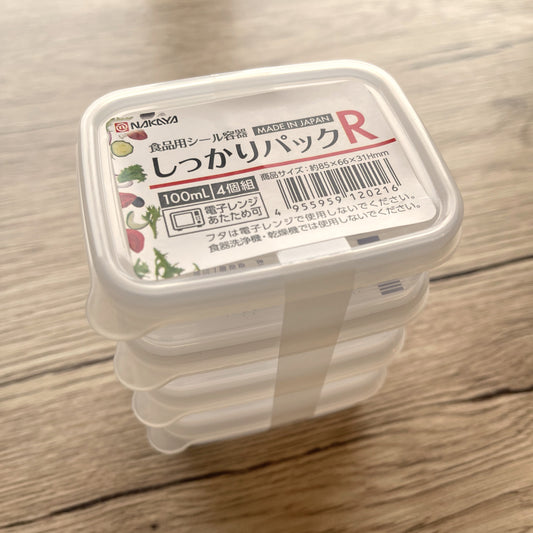 NAKAYA
食品用シール容器 MADE IN JAPAN
しっかりパックR
100mL 4個組
商品サイズ:約85×66×31Hmm
電子レンジ
あたため可
4 955959 120216
フタは電子レンジで使用しないでください。
食器洗浄機・乾燥機では使用しないでください。